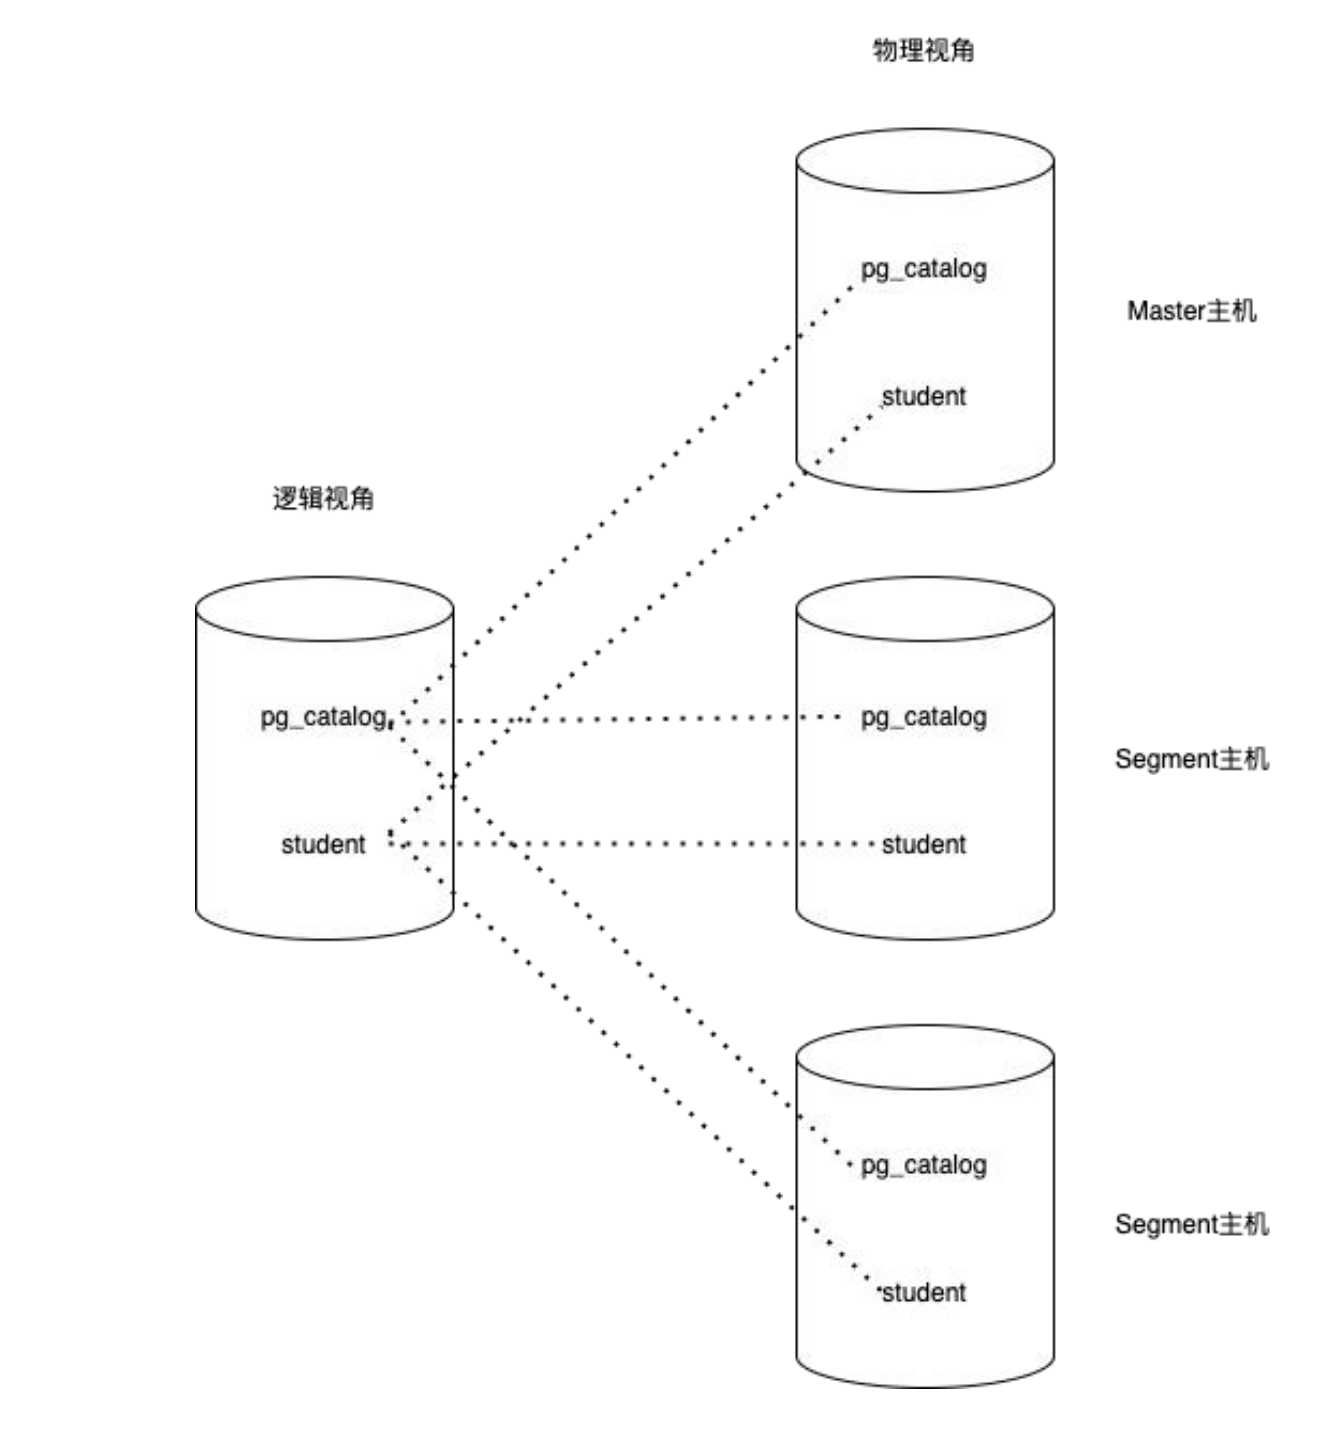 物理视角
pg_catalog
Master主机
student
逻辑视角
pg_catalog
student
pg_catalog
Segment主机
student
pg_catalog
Segment主机
student